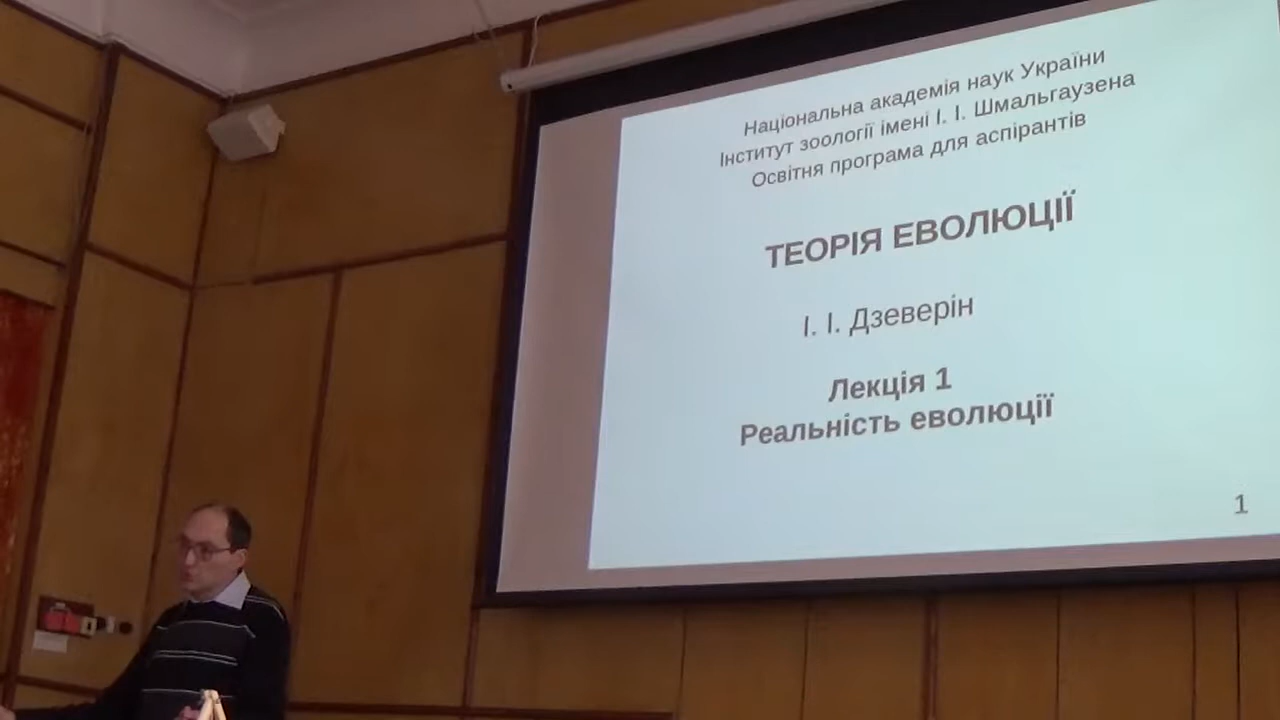 Національна академія наук України
Інститут зоології імені І. І. Шмальгаузена
Освітня програма для аспірантів
ТЕОРІЯ ЕВОЛЮЦІЇ
І. І. Дзеверін
Лекція 1
Реальність еволюції
1